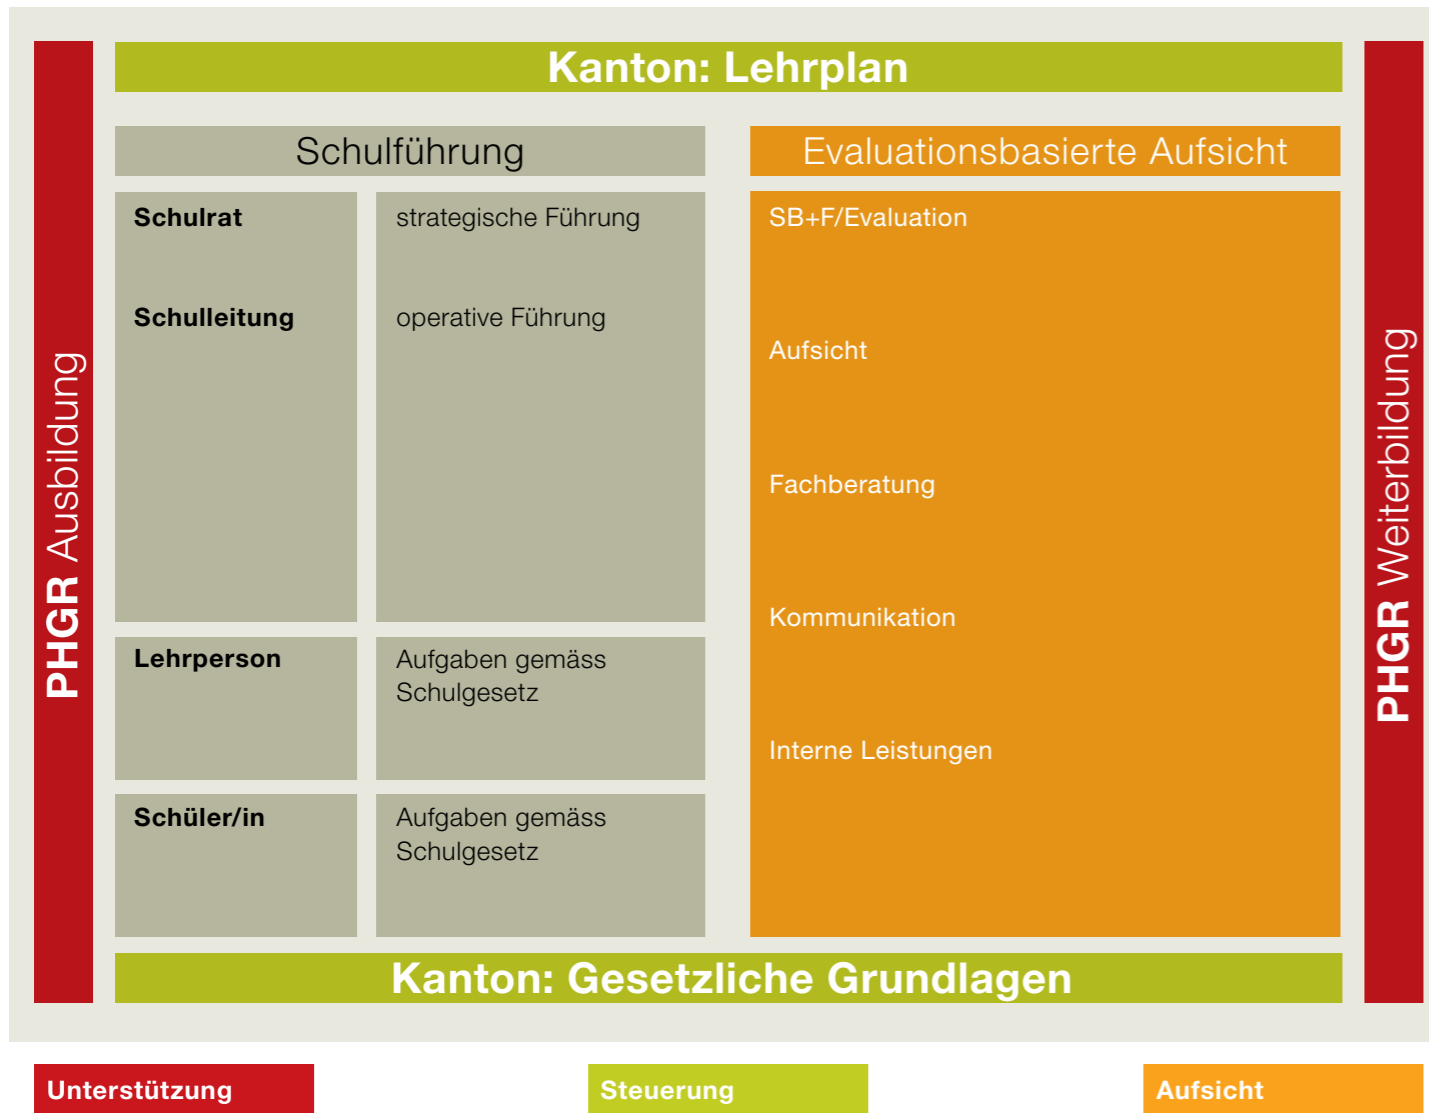 Kanton: Lehrplan
PHGR Ausbildung
Schulführung
Schulrat
strategische Führung
Schulleitung
operative Führung
Lehrperson
Aufgaben gemäss
Schulgesetz
Schüler/in
Aufgaben gemäss
Schulgesetz
Evaluationsbasierte Aufsicht
SB+F/Evaluation
Aufsicht
Fachberatung
Kommunikation
Interne Leistungen
PHGR Weiterbildung
Kanton: Gesetzliche Grundlagen
Unterstützung
Steuerung
Aufsicht